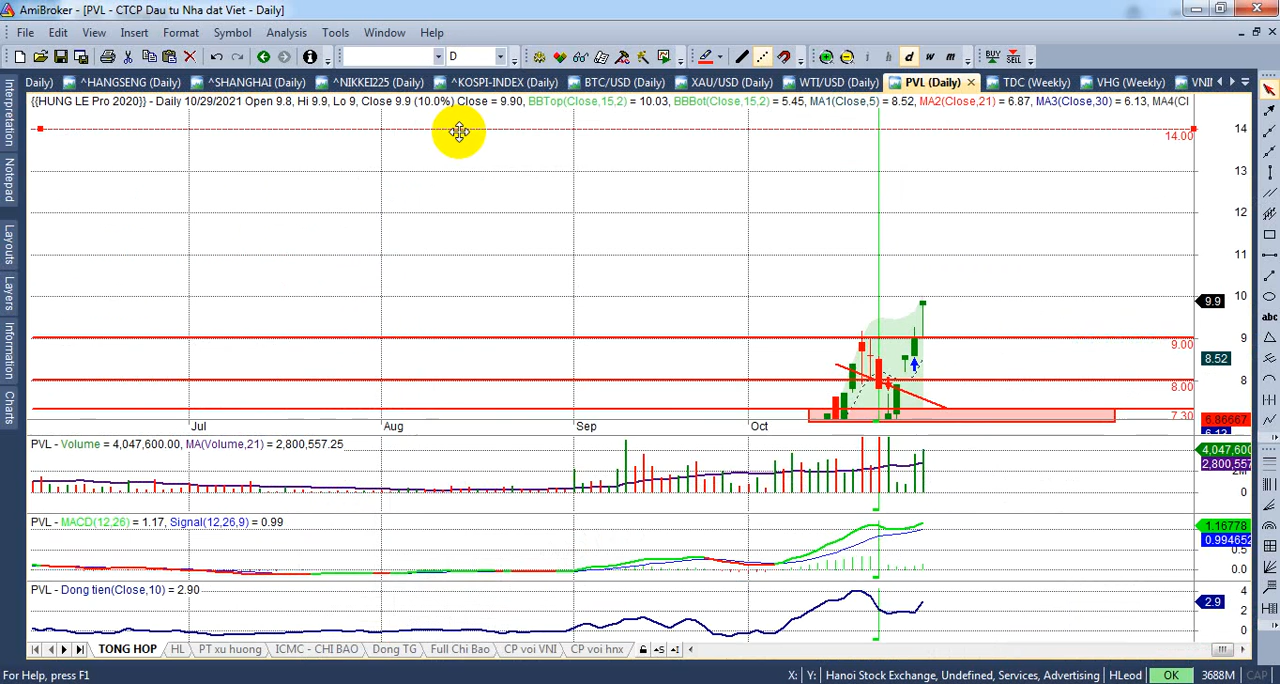 AmiBroker - [PVL - CTCP Dau tu Nha dat Viet - Daily]
File Edit View Insert Format Symbol Analysis Tools Window Help
D i h d w m BUY SELL
Daily) ^HANGSENG (Daily) ^SHANGHAI (Daily) ^NIKKEI225 (Daily) ^KOSPI-INDEX (Daily) BTC/USD (Daily) XAU/USD (Daily) WTI/USD (Daily) PVL (Daily) TDC (Weekly) VHG (Weekly) VNII
{{HUNG LE Pro 2020}} - Daily 10/29/2021 Open 9.8, Hi 9.9, Lo 9, Close 9.9 (10.0%) Close = 9.90, BBTop(Close,15,2) = 10.03, BBBot(Close,15,2) = 5.45, MA1(Close,5) = 8.52, MA2(Close,21) = 6.87, MA3(Close,30) = 6.13, MA4(Cl
Interpretation
Notepad
Layouts
Layers
Information
Charts
abc
14
14.00
13
12
11
10
9.9
9
9.00
8.52
8
8.00
7.30
6.86667
6.13
Jul Aug Sep Oct
PVL - Volume = 4,047,600.00, MA(Volume,21) = 2,800,557.25
4,047,600
2,800,557
0
PVL - MACD(12,26) = 1.17, Signal(12,26,9) = 0.99
1.16778
0.994652
0.5
0.0
PVL - Dong tien(Close,10) = 2.90
4
2.9
2
0
TONG HOP HL PT xu huong ICMC - CHI BAO Dong TG Full Chi Bao CP voi VNI CP voi hnx
For Help, press F1 X: Y: Hanoi Stock Exchange, Undefined, Services, Advertising HLeod OK 3688M CAP